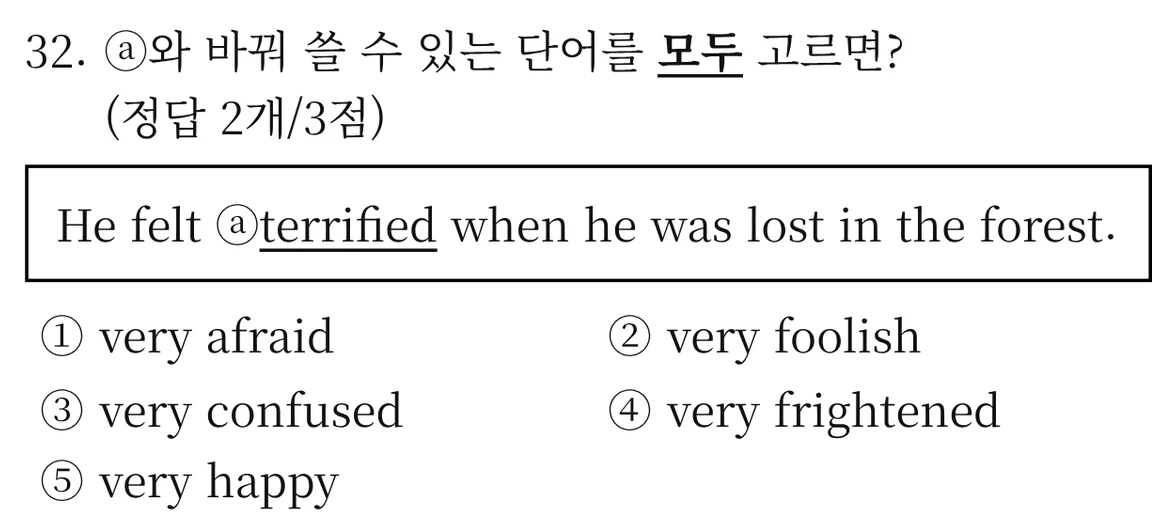 32. ⓐ와 바꿔 쓸 수 있는 단어를 모두 고르면?
(정답 2개/3점)
He felt ⓐterrified when he was lost in the forest.
① very afraid ② very foolish
③ very confused ④ very frightened
⑤ very happy